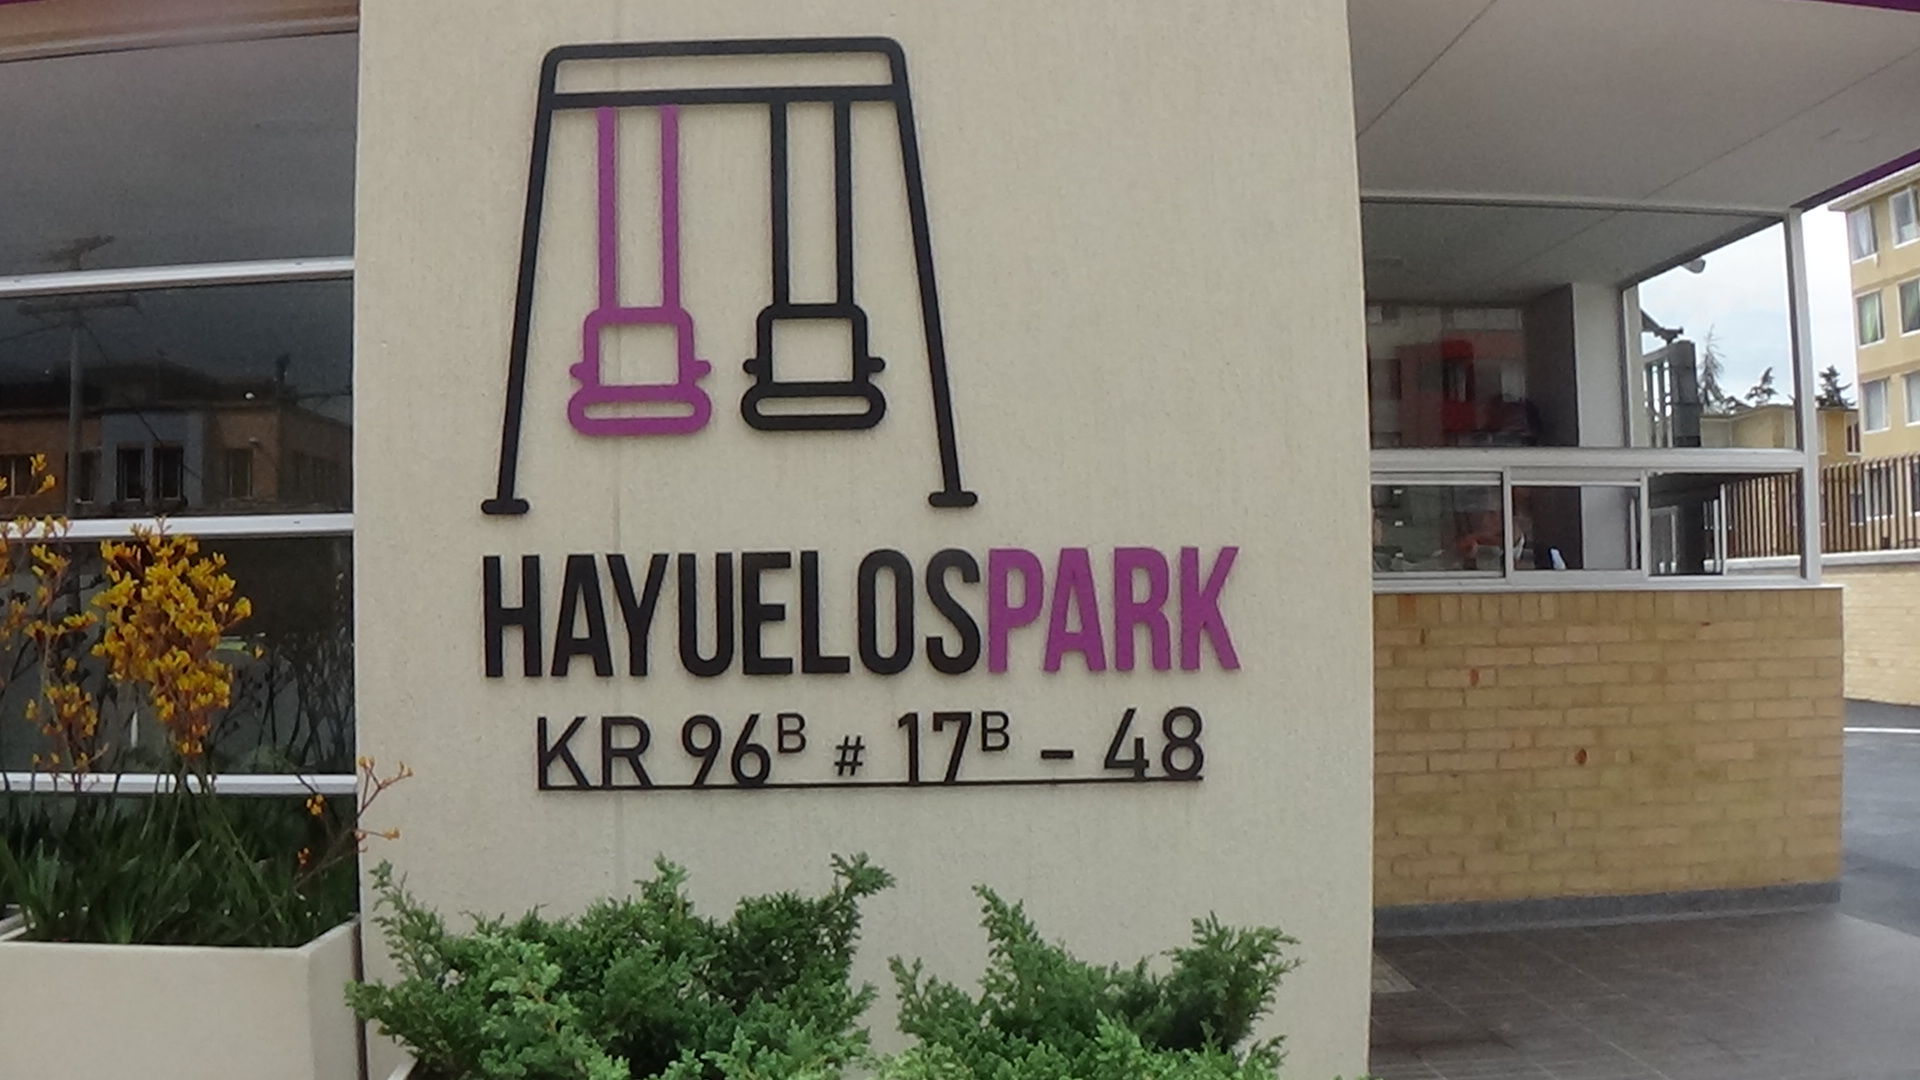 HAYUELOSPARK
KR 96B # 17B - 48